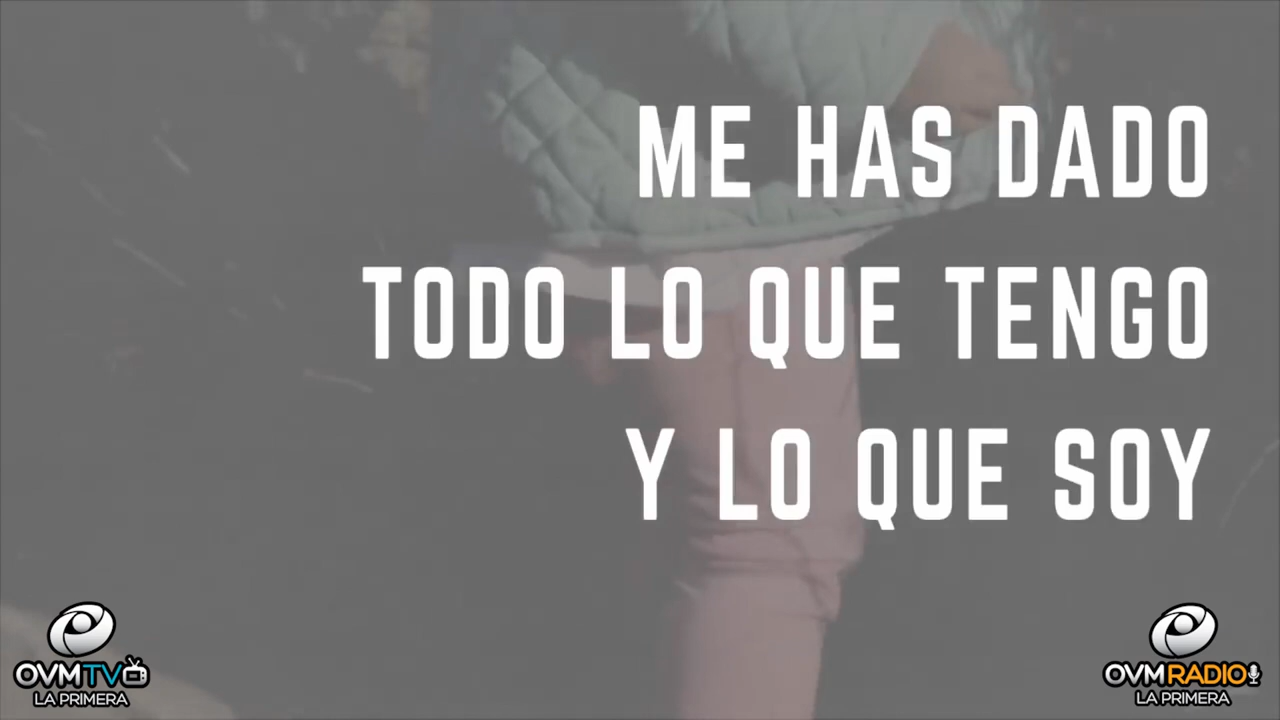 ME HAS DADO
TODO LO QUE TENGO
Y LO QUE SOY
OVMTV
LA PRIMERA
OVMRADIO
LA PRIMERA